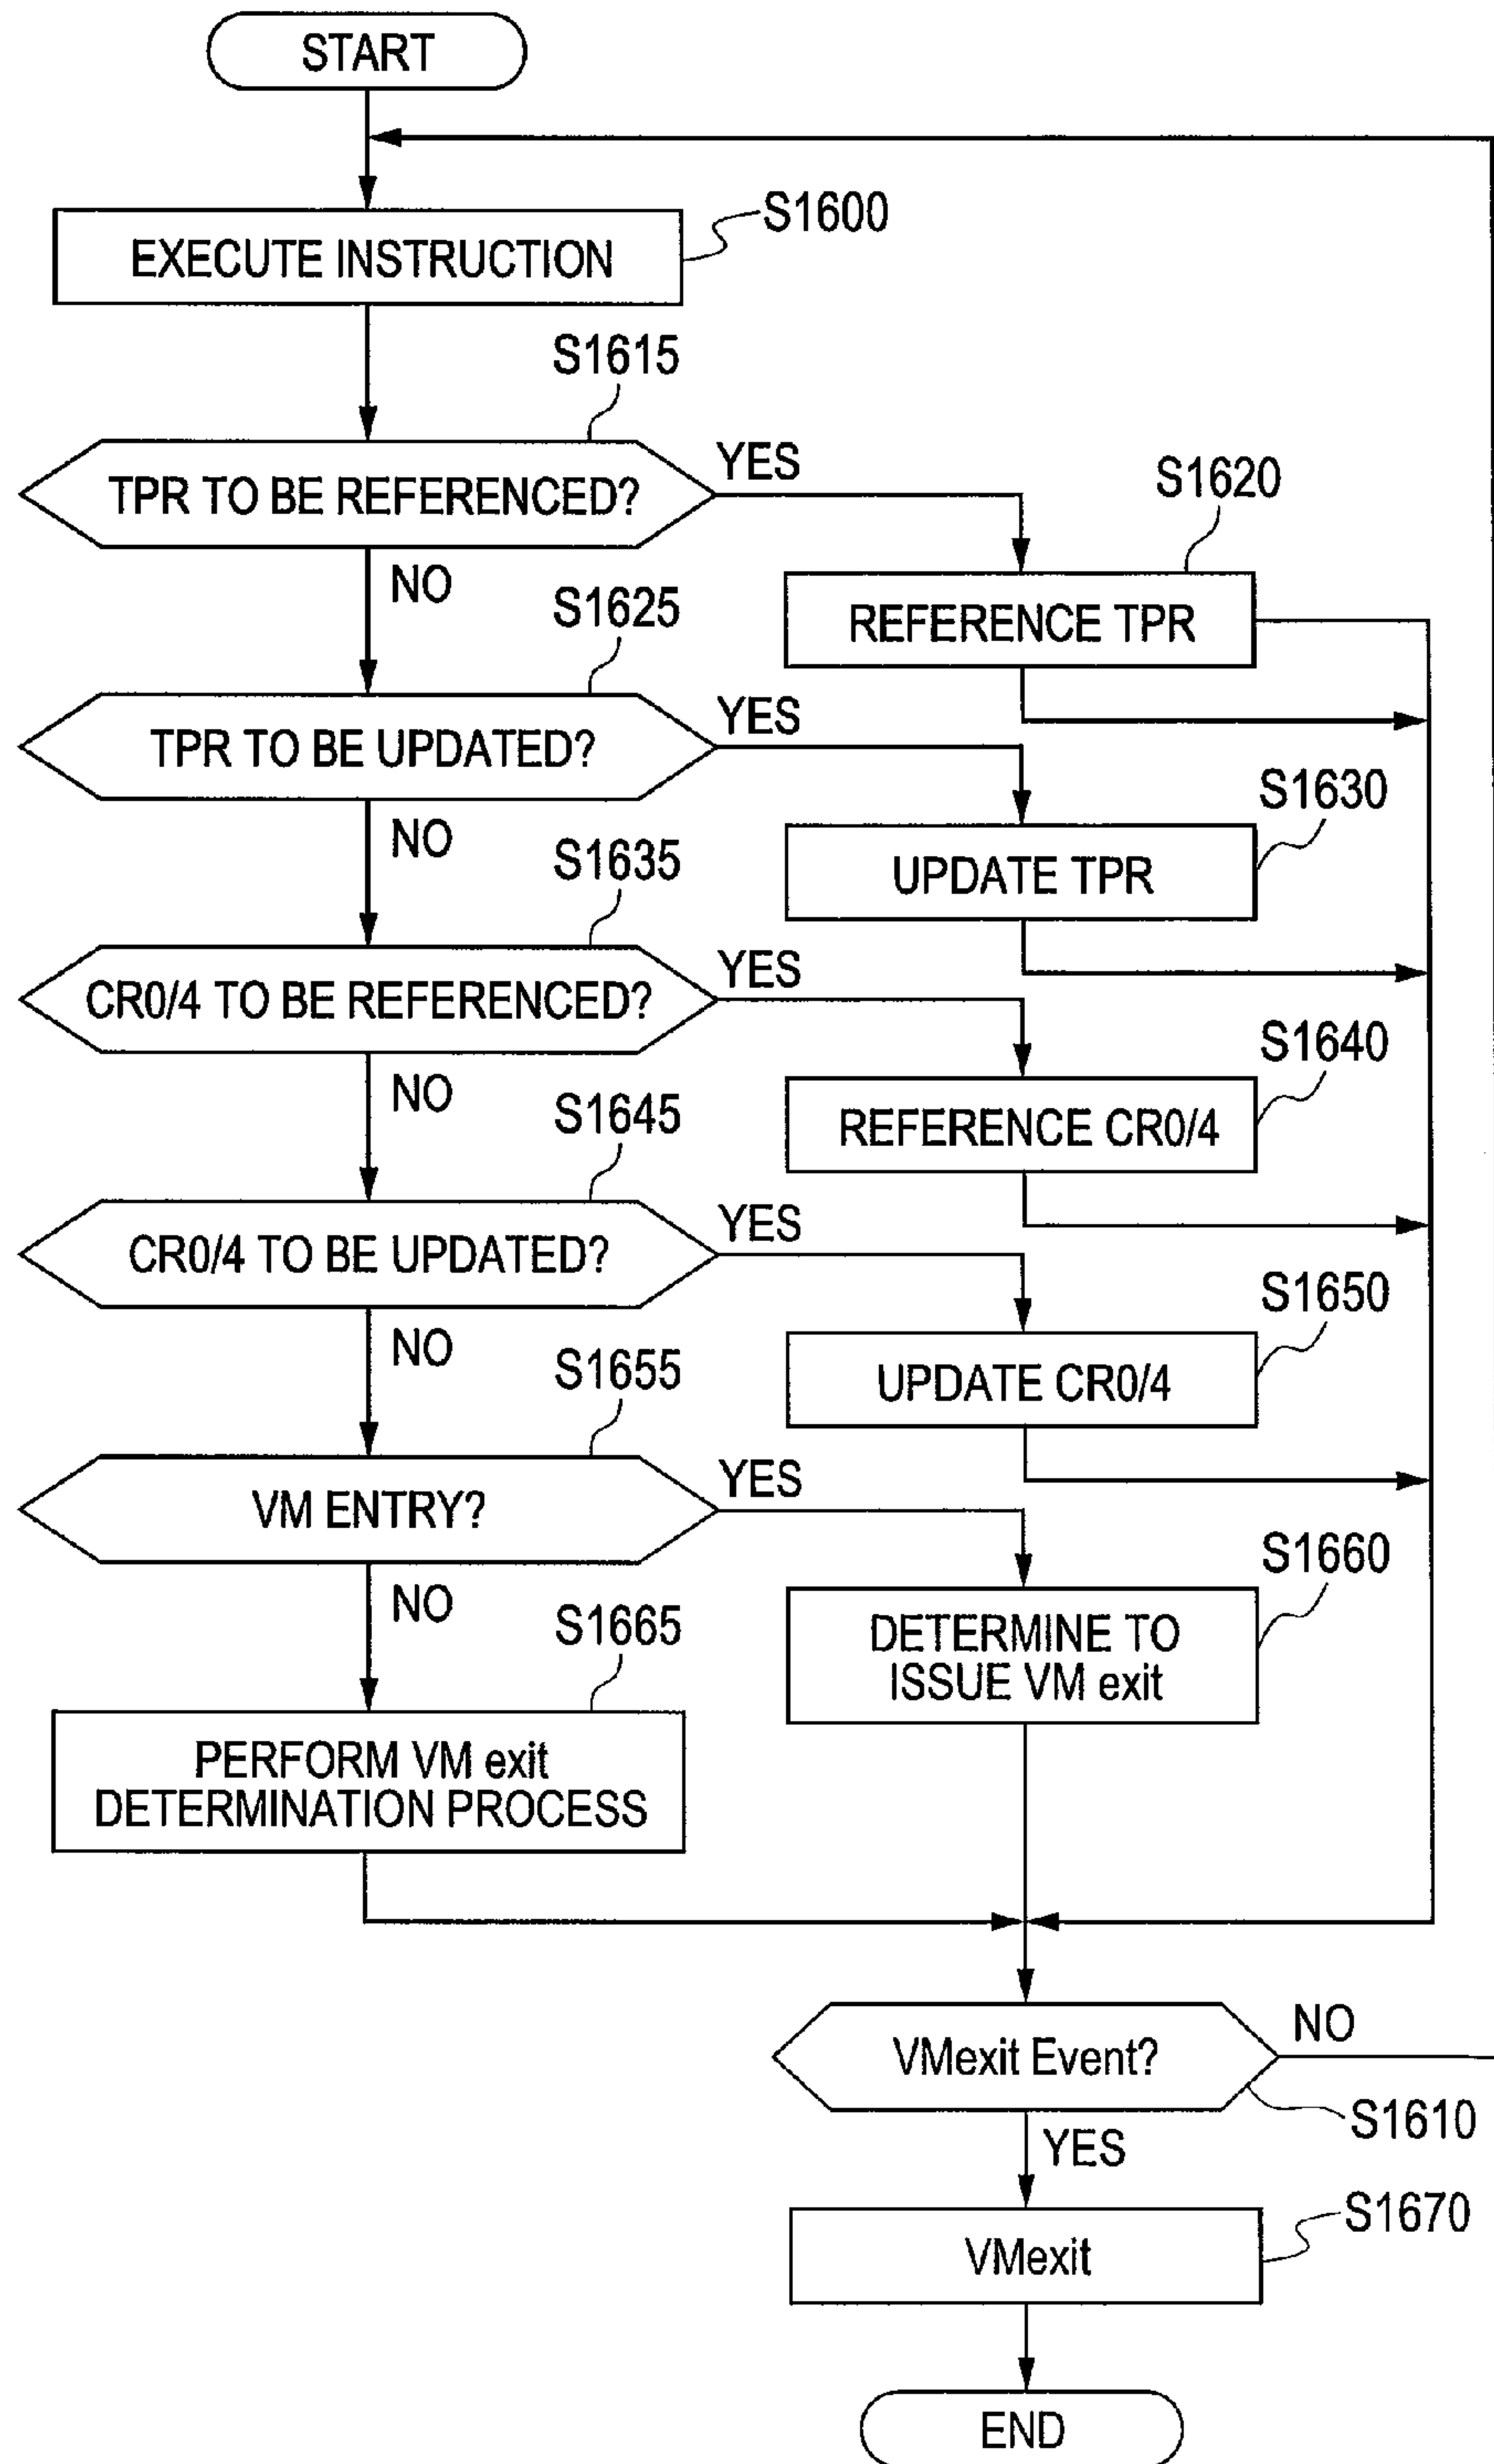 START
EXECUTE INSTRUCTION
S1600
S1615
TPR TO BE REFERENCED?
YES
NO
S1620
REFERENCE TPR
S1625
TPR TO BE UPDATED?
YES
NO
S1630
UPDATE TPR
S1635
CR0/4 TO BE REFERENCED?
YES
NO
S1640
REFERENCE CR0/4
S1645
CR0/4 TO BE UPDATED?
YES
NO
S1650
UPDATE CR0/4
S1655
VM ENTRY?
YES
NO
S1660
DETERMINE TO
ISSUE VM exit
S1665
PERFORM VM exit
DETERMINATION PROCESS
VMexit Event?
NO
S1610
YES
S1670
VMexit
END